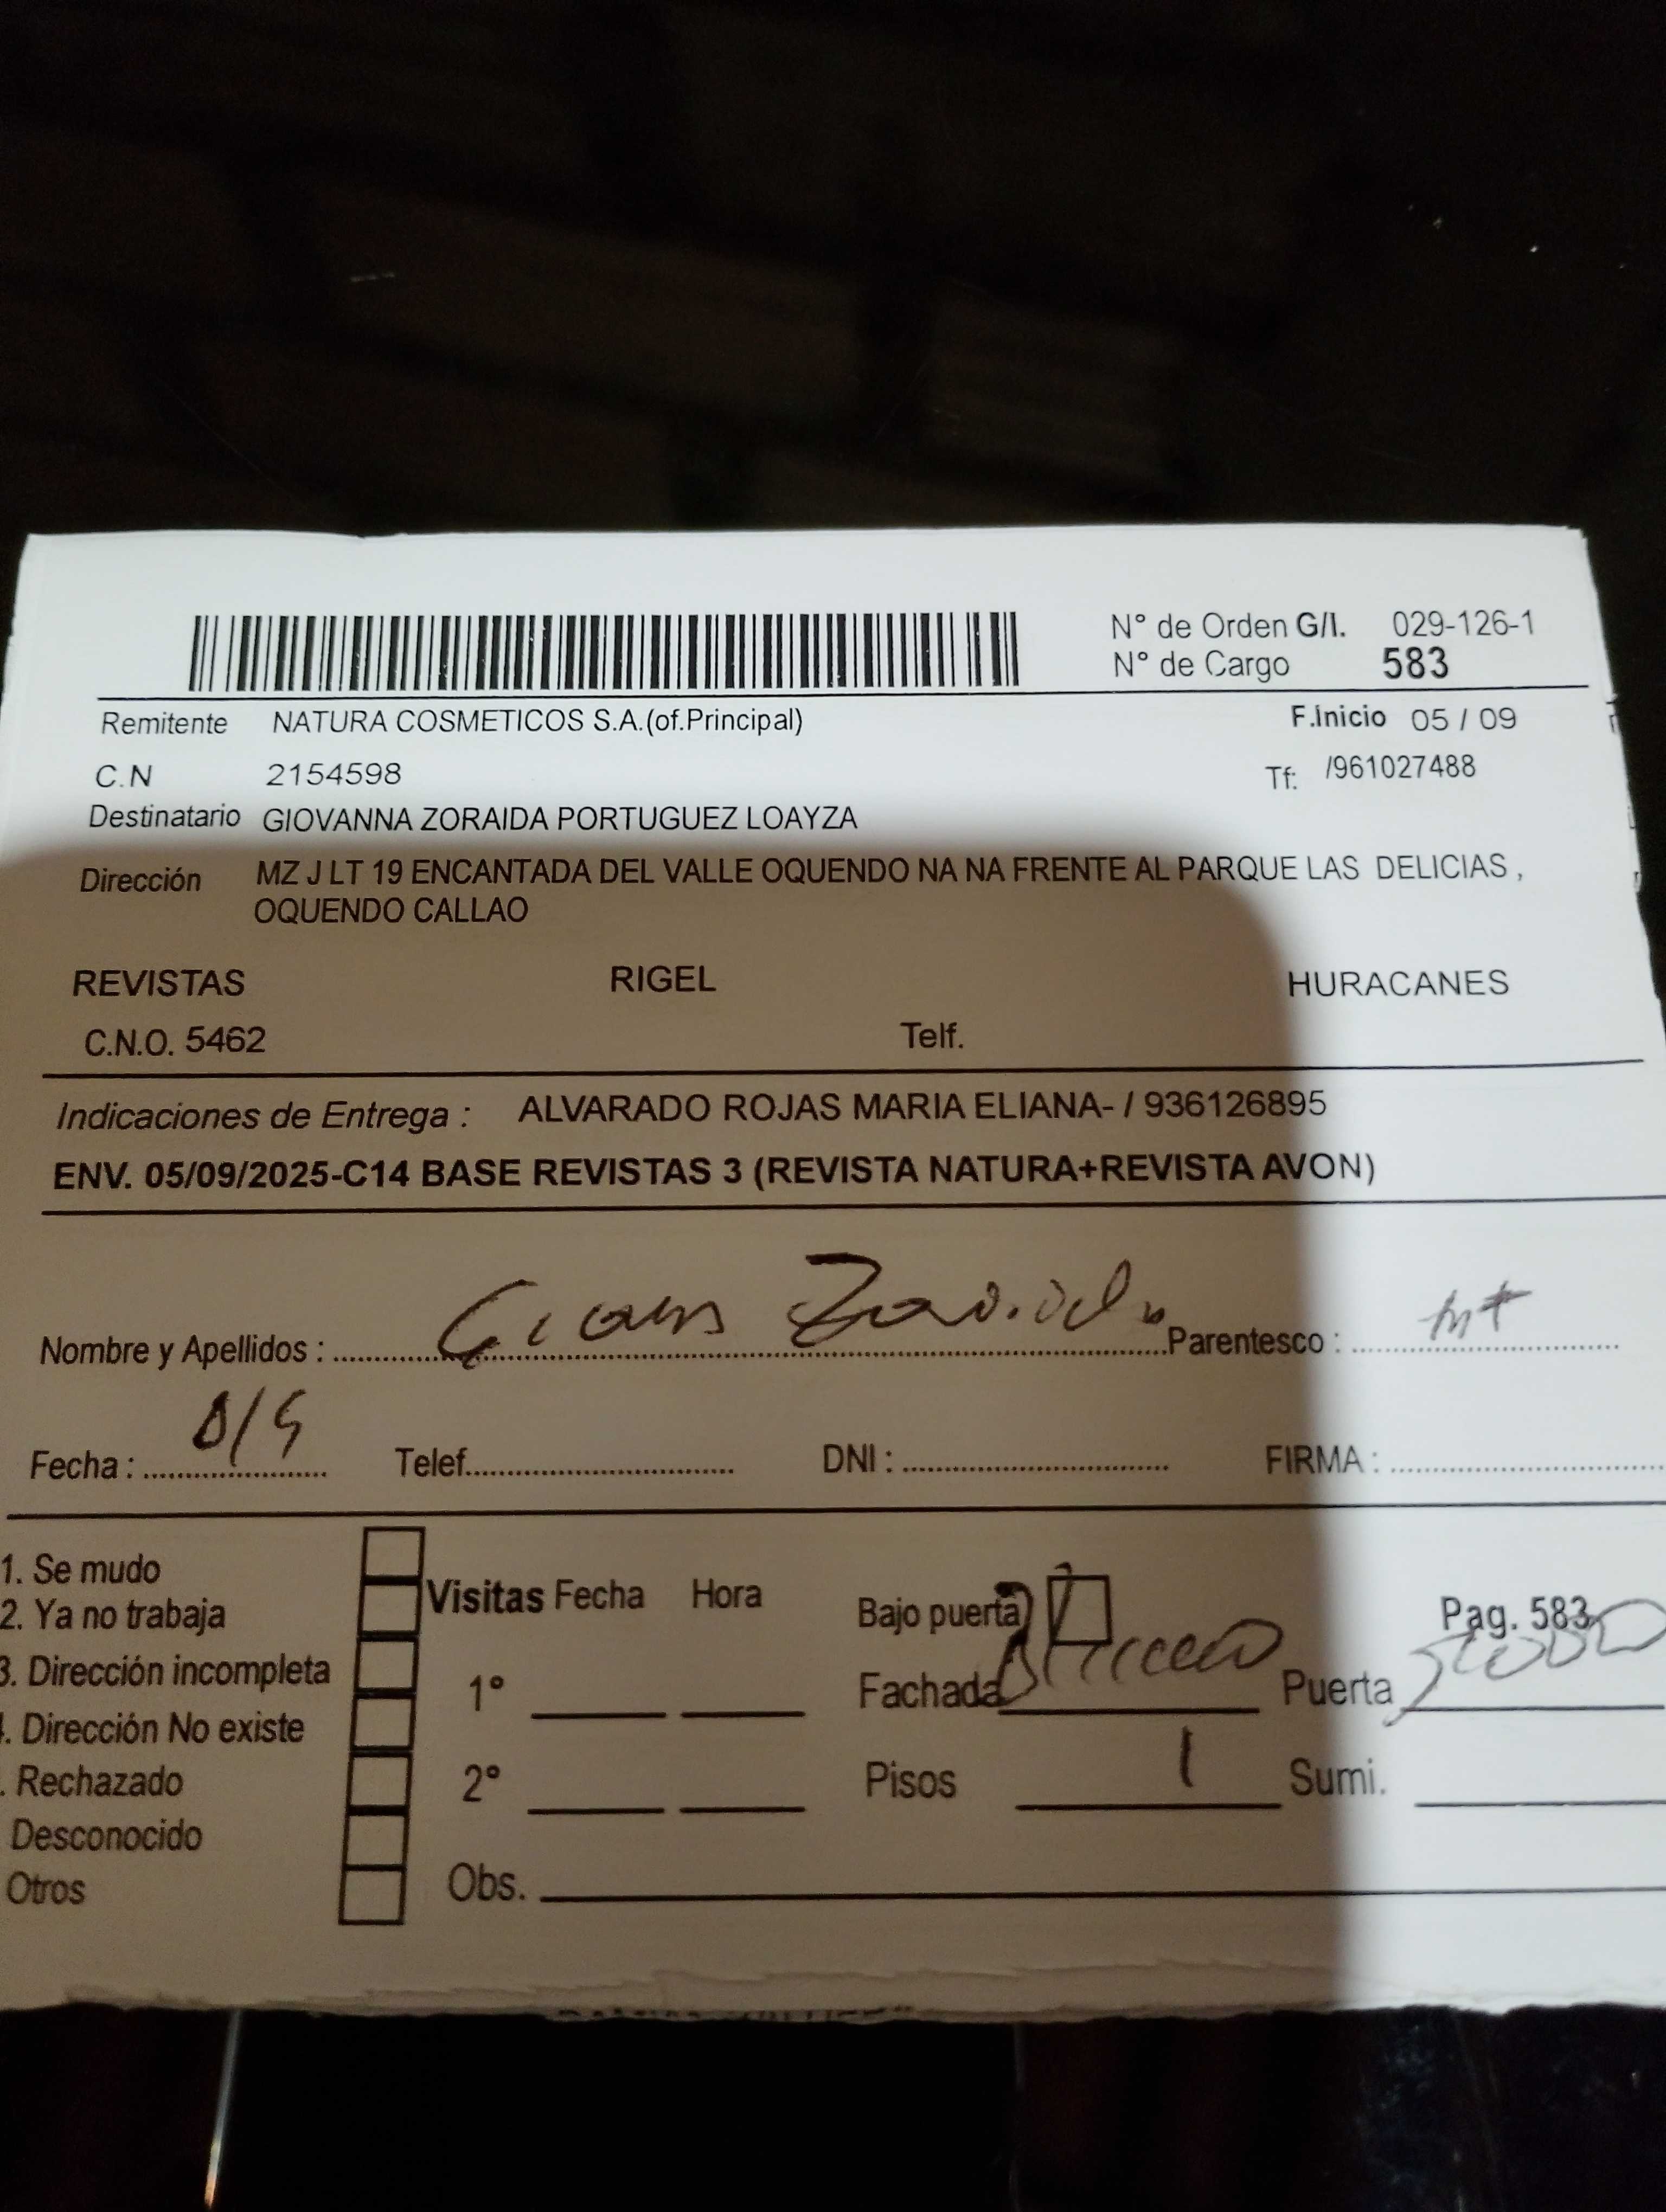 N° de Orden G/I. 029-126-1
N° de Cargo 583
Remitente NATURA COSMETICOS S.A.(of.Principal) F.Inicio 05 / 09
C.N 2154598 Tf: /961027488
Destinatario GIOVANNA ZORAIDA PORTUGUEZ LOAYZA
Dirección MZ J LT 19 ENCANTADA DEL VALLE OQUENDO NA NA FRENTE AL PARQUE LAS DELICIAS ,
OQUENDO CALLAO
REVISTAS RIGEL HURACANES
C.N.O. 5462 Telf.
Indicaciones de Entrega : ALVARADO ROJAS MARIA ELIANA- / 936126895
ENV. 05/09/2025-C14 BASE REVISTAS 3 (REVISTA NATURA+REVISTA AVON)
Nombre y Apellidos : Parentesco :
Fecha : Telef. DNI : FIRMA :
1. Se mudo
2. Ya no trabaja Visitas Fecha Hora Bajo puerta Pag. 583
3. Dirección incompleta 1° Fachada Puerta
. Dirección No existe
. Rechazado 2° Pisos 1 Sumi.
Desconocido
Otros Obs.